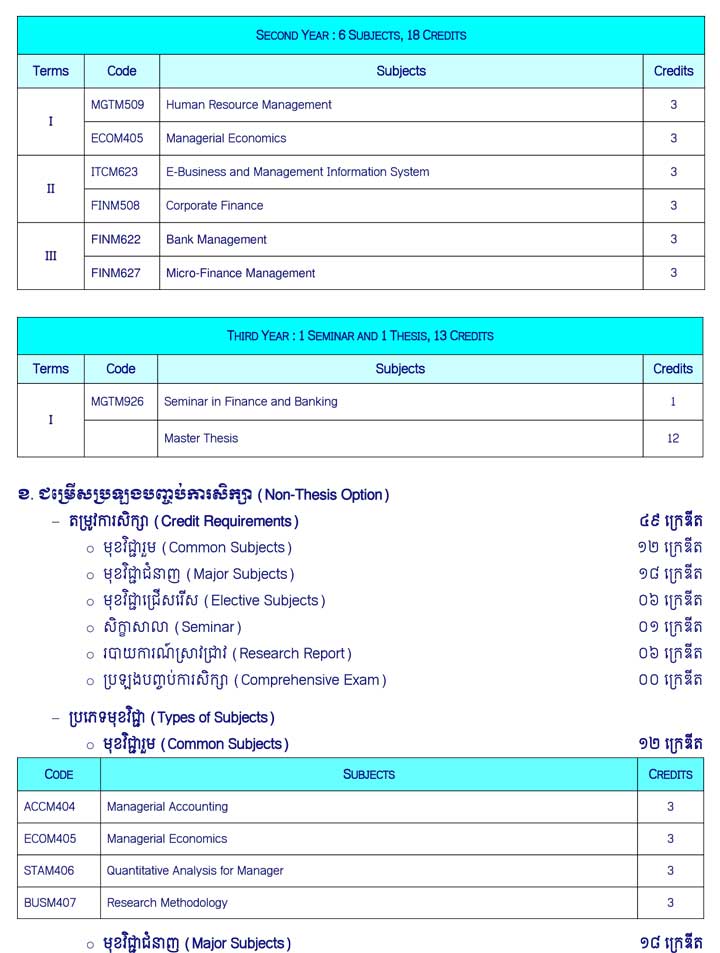 SECOND YEAR : 6 SUBJECTS, 18 CREDITS
Terms Code Subjects Credits
I MGTM509 Human Resource Management 3
ECOM405 Managerial Economics 3
II ITCM623 E-Business and Management Information System 3
FINM508 Corporate Finance 3
III FINM622 Bank Management 3
FINM627 Micro-Finance Management 3
THIRD YEAR : 1 SEMINAR AND 1 THESIS, 13 CREDITS
Terms Code Subjects Credits
I MGTM926 Seminar in Finance and Banking 1
Master Thesis 12
ខ. ជម្រើសប្រឡងបញ្ចប់ការសិក្សា (Non-Thesis Option)
– តម្រូវការសិក្សា (Credit Requirements) ៤៩ ក្រេឌីត
o មុខវិជ្ជារួម (Common Subjects) ១២ ក្រេឌីត
o មុខវិជ្ជាជំនាញ (Major Subjects) ១៨ ក្រេឌីត
o មុខវិជ្ជាជ្រើសរើស (Elective Subjects) ០៦ ក្រេឌីត
o សិក្ខាសាលា (Seminar) ០១ ក្រេឌីត
o របាយការណ៍ស្រាវជ្រាវ (Research Report) ០៦ ក្រេឌីត
o ប្រឡងបញ្ចប់ការសិក្សា (Comprehensive Exam) ០០ ក្រេឌីត
– ប្រភេទមុខវិជ្ជា (Types of Subjects)
o មុខវិជ្ជារួម (Common Subjects) ១២ ក្រេឌីត
CODE SUBJECTS CREDITS
ACCM404 Managerial Accounting 3
ECOM405 Managerial Economics 3
STAM406 Quantitative Analysis for Manager 3
BUSM407 Research Methodology 3
o មុខវិជ្ជាជំនាញ (Major Subjects) ១៨ ក្រេឌីត